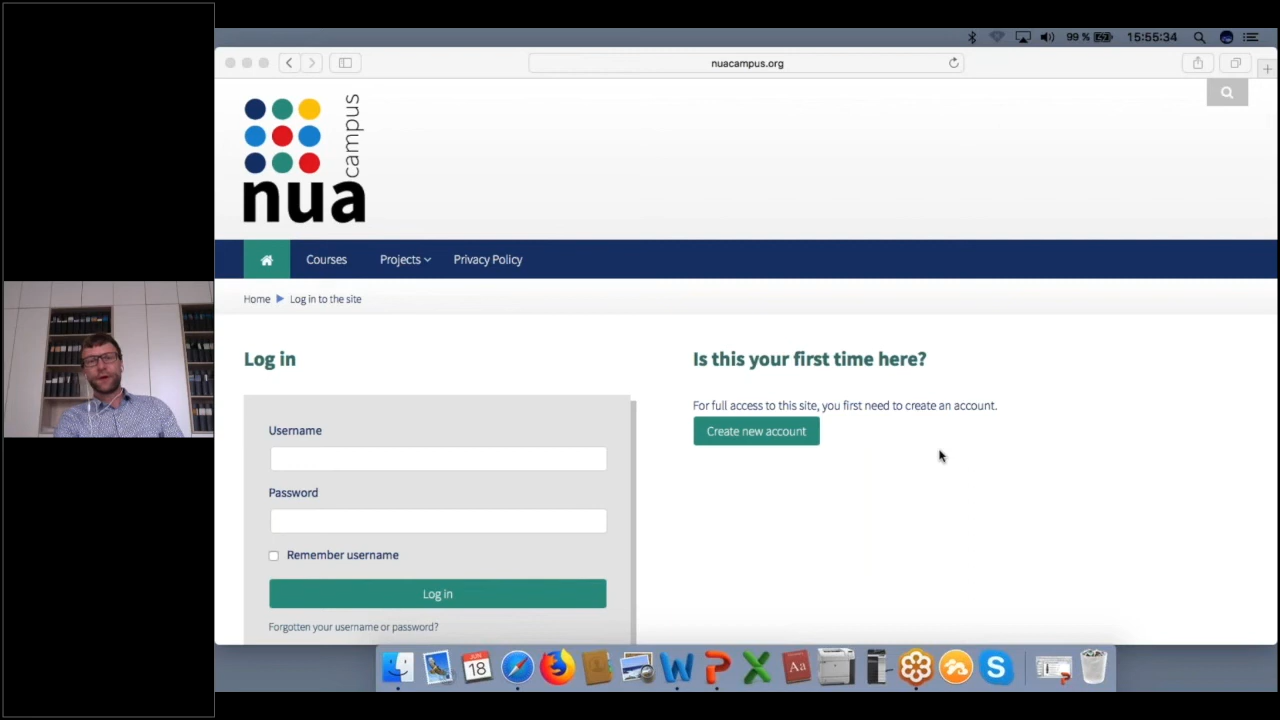 99 %
15:55:34
nuacampus.org
campus
nua
Courses
Projects
Privacy Policy
Home
Log in to the site
Log in
Is this your first time here?
For full access to this site, you first need to create an account.
Create new account
Username
Password
Remember username
Log in
Forgotten your username or password?
JUN
18
W
P
X
Aa
S